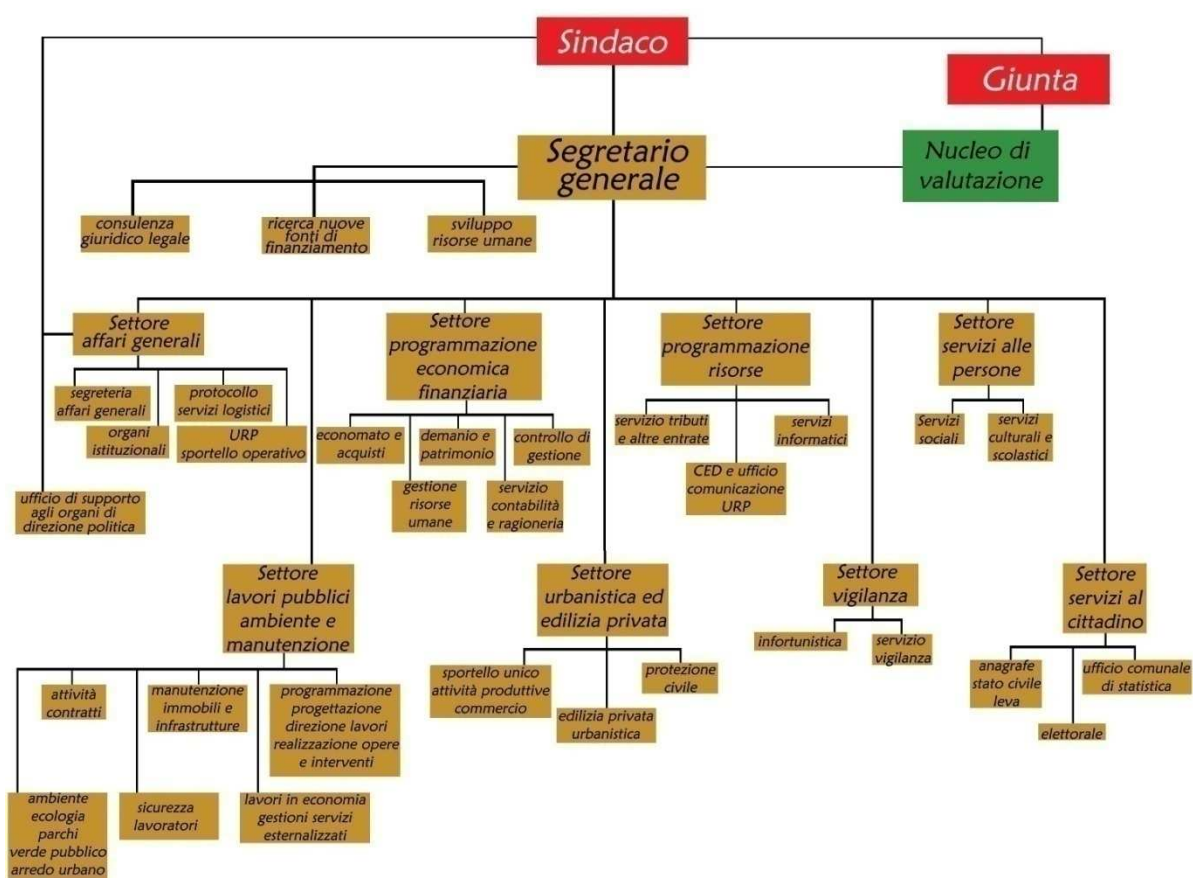 Sindaco
Giunta
Segretario
generale
Nucleo di
valutazione
consulenza
giuridico legale
ricerca nuove
fonti di
finanziamento
sviluppo
risorse umane
Settore
affari generali
Settore
programmazione
economica
finanziaria
Settore
programmazione
risorse
Settore
servizi alle
persone
segreteria
affari generali
protocollo
servizi logistici
organi
istituzionali
URP
sportello operativo
economato e
acquisti
demanio e
patrimonio
controllo di
gestione
gestione
risorse
umane
servizio
contabilità
e ragioneria
servizio tributi
e altre entrate
servizi
informatici
CED e ufficio
comunicazione
URP
Servizi
sociali
servizi
culturali e
scolastici
ufficio di supporto
agli organi di
direzione politica
Settore
lavori pubblici
ambiente e
manutenzione
Settore
urbanistica ed
edilizia privata
Settore
vigilanza
Settore
servizi al
cittadino
attività
contratti
manutenzione
immobili e
infrastrutture
programmazione
progettazione
direzione lavori
realizzazione opere
e interventi
ambiente
ecologia
parchi
verde pubblico
arredo urbano
sicurezza
lavoratori
lavori in economia
gestioni servizi
esternalizzati
sportello unico
attività produttive
commercio
protezione
civile
edilizia privata
urbanistica
infortunistica
servizio
vigilanza
anagrafe
stato civile
leva
ufficio comunale
di statistica
elettorale